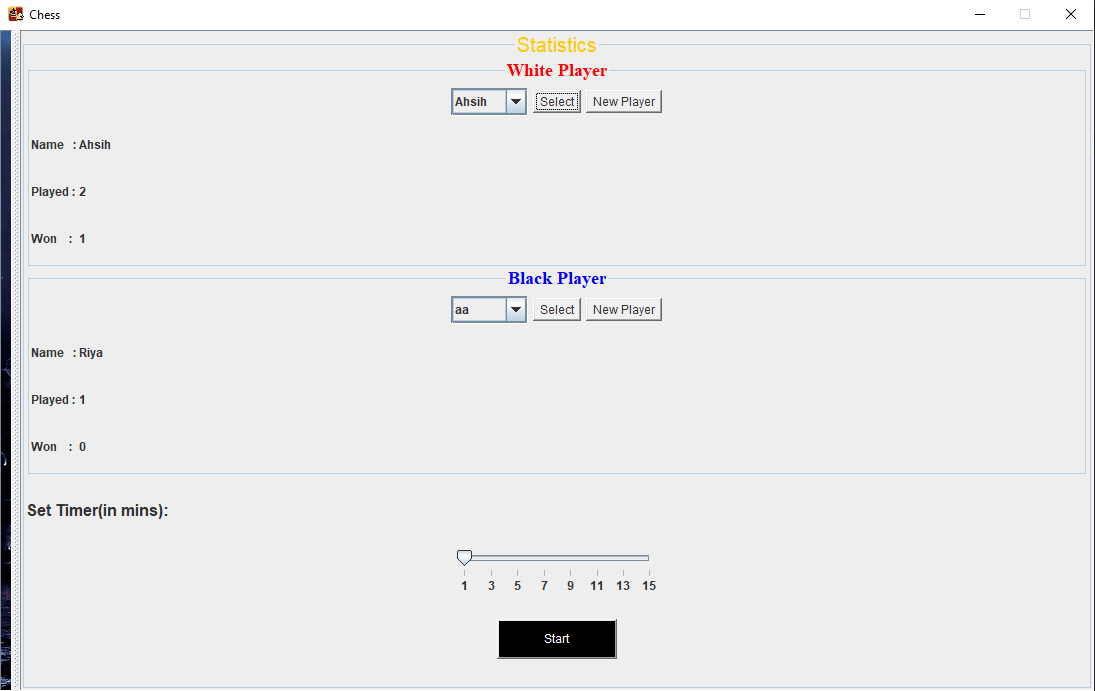 Chess
Statistics
White Player
Ahsih Select New Player
Name : Ahsih
Played : 2
Won : 1
Black Player
aa Select New Player
Name : Riya
Played : 1
Won : 0
Set Timer(in mins):
1 3 5 7 9 11 13 15
Start